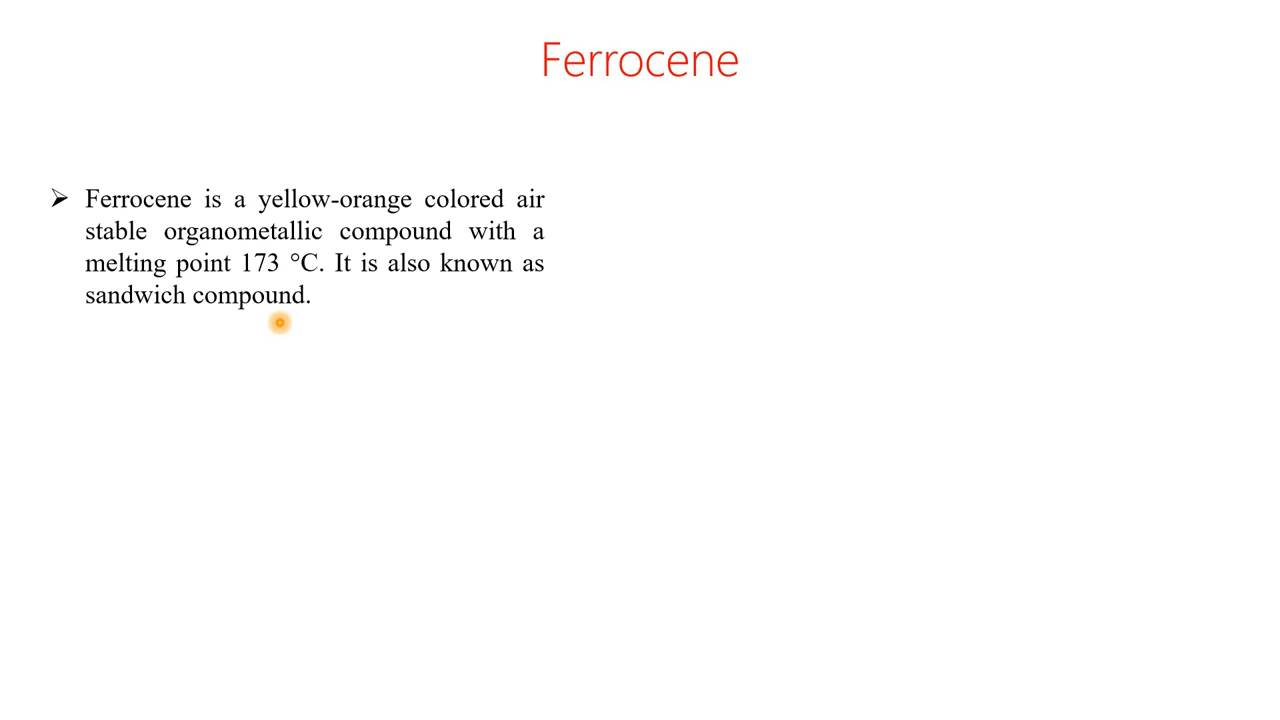 Ferrocene
➢ Ferrocene is a yellow-orange colored air
stable organometallic compound with a
melting point 173 °C. It is also known as
sandwich compound.